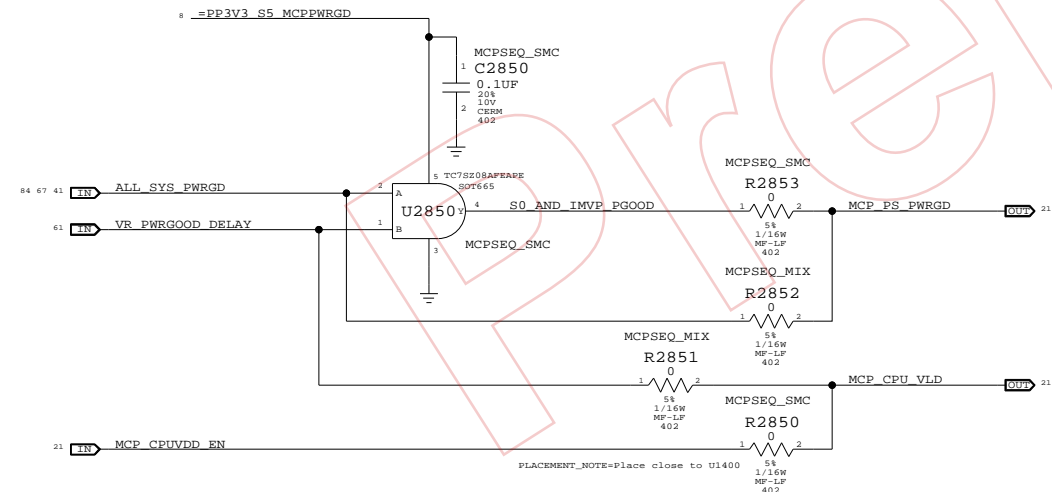 8 =PP3V3_S5_MCPPWRGD
MCPSEQ_SMC
1 C2850
0.1UF
20%
10V
2 CERM
402
84 67 41 IN ALL_SYS_PWRGD
61 IN VR_PWRGOOD_DELAY
5 TC7SZ08AFEAPE
SOT665
2 A
U2850 Y 4
1 B
3
MCPSEQ_SMC
S0_AND_IMVP_PGOOD
MCPSEQ_SMC
R2853
0
1 2
5%
1/16W
MF-LF
402
MCP_PS_PWRGD
OUT 21
MCPSEQ_MIX
R2852
0
1 2
5%
1/16W
MF-LF
402
MCPSEQ_MIX
R2851
0
1 2
5%
1/16W
MF-LF
402
MCP_CPU_VLD
OUT 21
MCPSEQ_SMC
R2850
0
1 2
5%
1/16W
MF-LF
402
21 IN MCP_CPUVDD_EN
PLACEMENT_NOTE=Place close to U1400
Pre